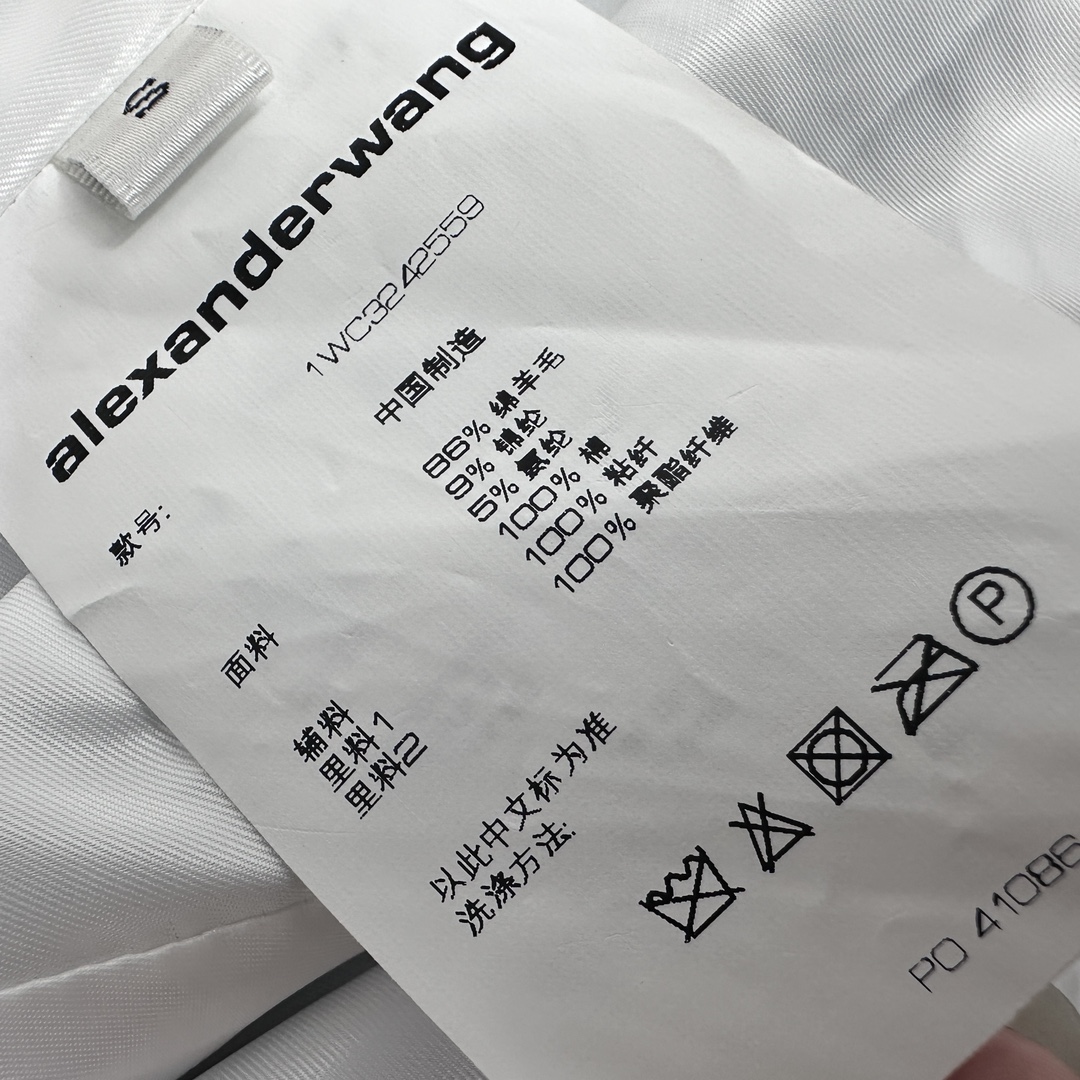 alexanderwang
款号: 1WC3242559
中国制造
面料 86% 绵羊毛
9% 锦纶
5% 氨纶
辅料 100% 棉
里料1 100% 粘纤
里料2 100% 聚酯纤维
以此中文标为准
洗涤方法:
P
PO 41086